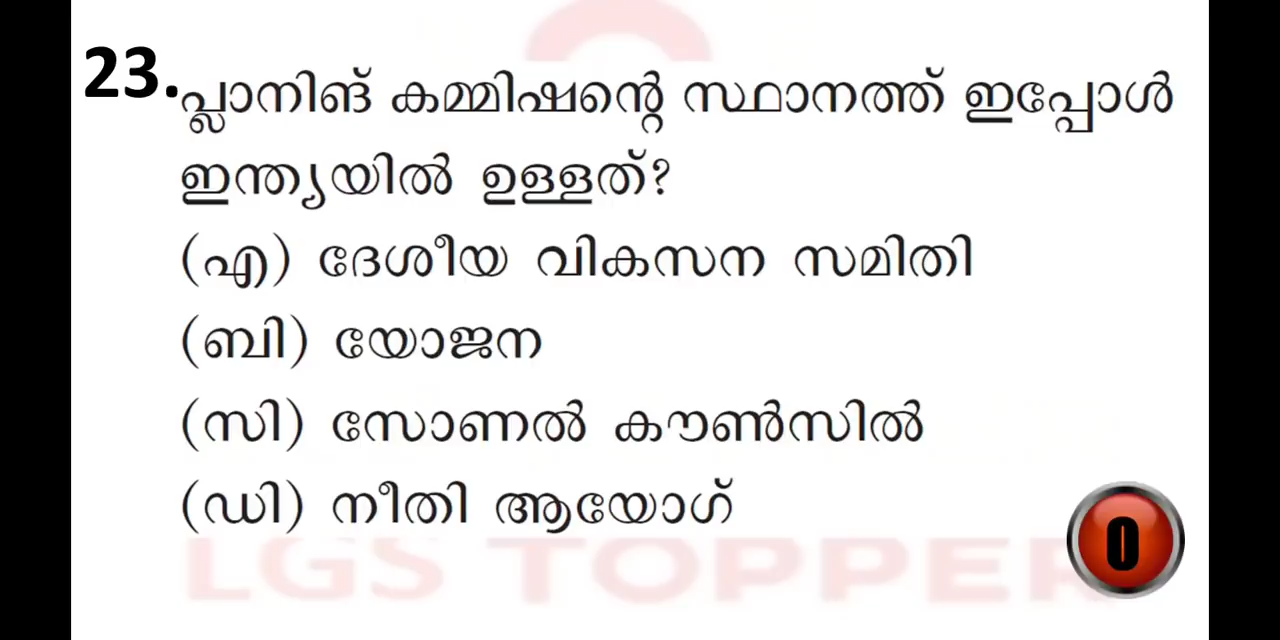 23. പ്ലാനിങ് കമ്മിഷന്റെ സ്ഥാനത്ത് ഇപ്പോൾ
ഇന്ത്യയിൽ ഉള്ളത്?
(എ) ദേശീയ വികസന സമിതി
(ബി) യോജന
(സി) സോണൽ കൗൺസിൽ
(ഡി) നീതി ആയോഗ്
0
LGS TOPPER